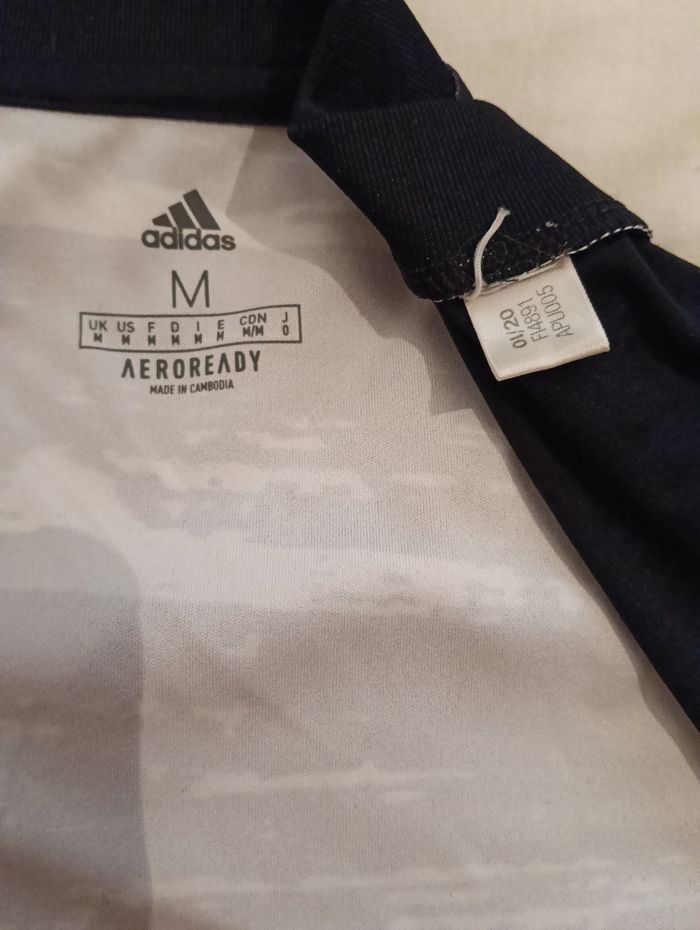 adidas
M
UK US F D I E CDN J
M M M M M M M/M O
AEROREADY
MADE IN CAMBODIA
01/20
FI4891
APU005